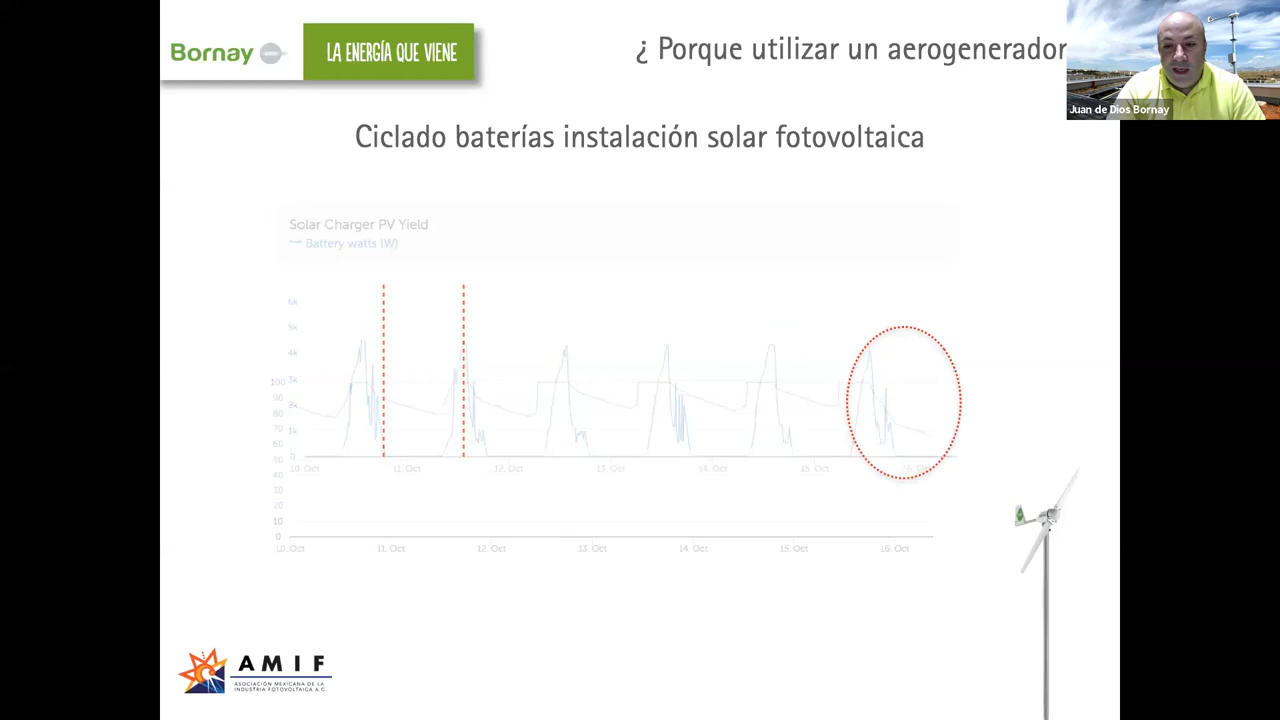 Bornay
LA ENERGÍA QUE VIENE
¿ Porque utilizar un aerogenerador
Juan de Dios Bornay
Ciclado baterías instalación solar fotovoltaica
Solar Charger PV Yield
Battery watts (W)
6k
5k
4k
100 3k
90
80 2k
70 1k
60
50 0
10. Oct 11. Oct 12. Oct 13. Oct 14. Oct 15. Oct 16. Oct
40
30
20
10
0
10. Oct 11. Oct 12. Oct 13. Oct 14. Oct 15. Oct 16. Oct
AMIF
ASOCIACIÓN MEXICANA DE LA
INDUSTRIA FOTOVOLTAICA A.C.